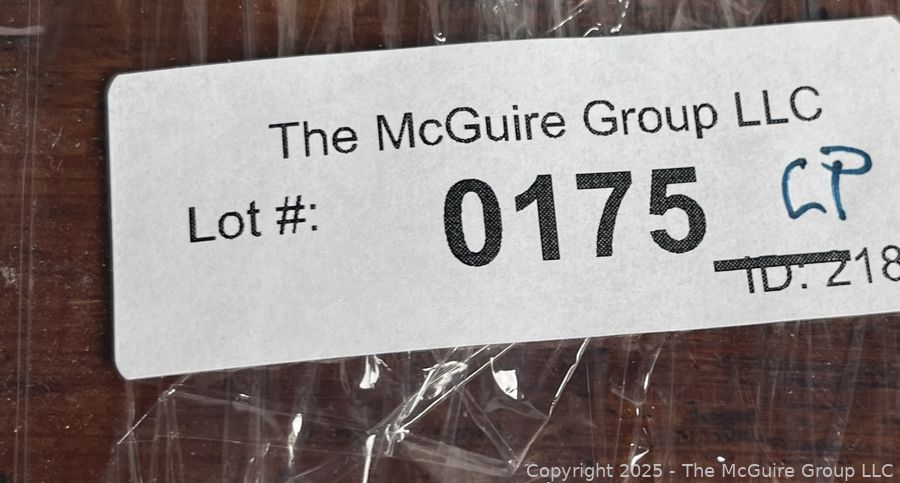 The McGuire Group LLC
Lot #: 0175 CP
ID: 218
Copyright 2025 - The McGuire Group LLC